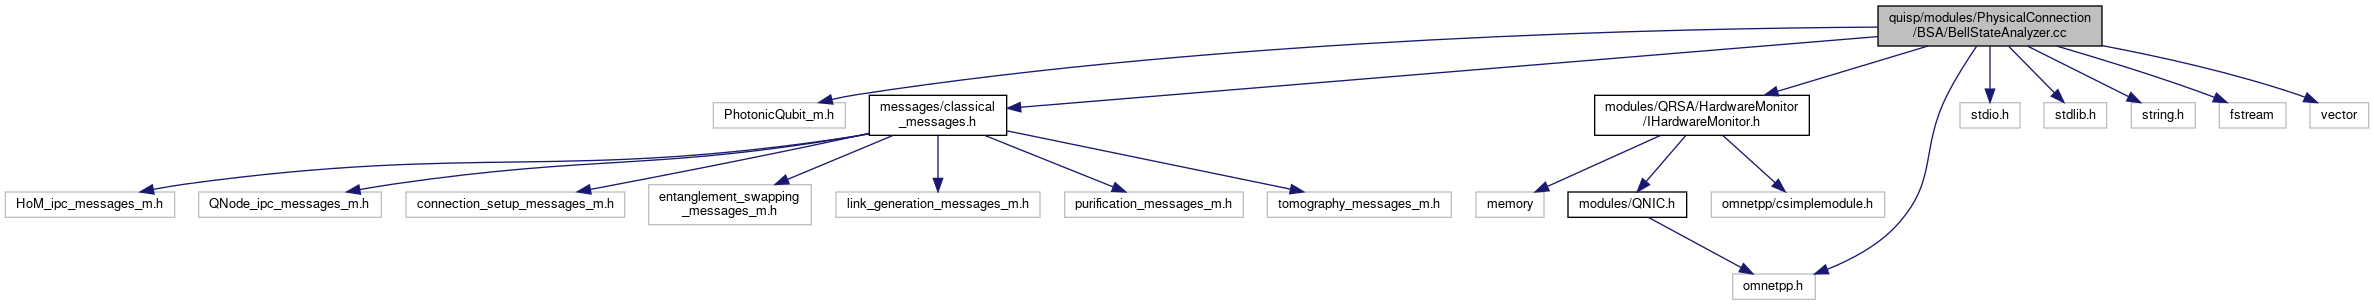 quisp/modules/PhysicalConnection
/BSA/BellStateAnalyzer.cc
PhotonicQubit_m.h
messages/classical
_messages.h
modules/QRSA/HardwareMonitor
/IHardwareMonitor.h
stdio.h
stdlib.h
string.h
fstream
vector
HoM_ipc_messages_m.h
QNode_ipc_messages_m.h
connection_setup_messages_m.h
entanglement_swapping
_messages_m.h
link_generation_messages_m.h
purification_messages_m.h
tomography_messages_m.h
memory
modules/QNIC.h
omnetpp/csimplemodule.h
omnetpp.h